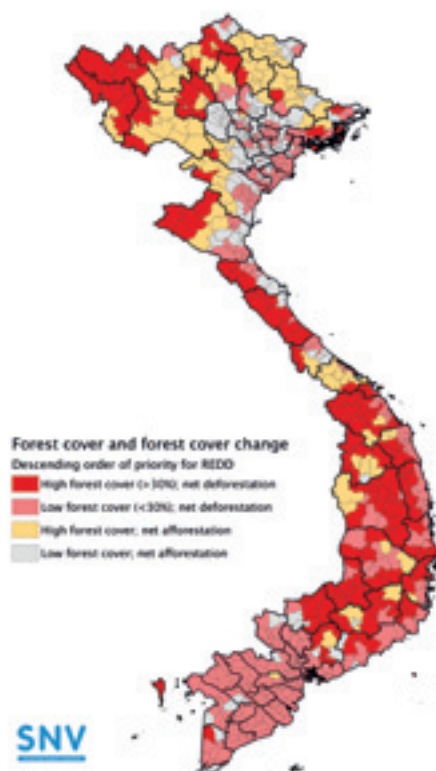 Forest cover and forest cover change
Descending order of priority for REDD
High forest cover (>30%); net deforestation
Low forest cover (<30%); net deforestation
High forest cover; net afforestation
Low forest cover; net afforestation
SNV